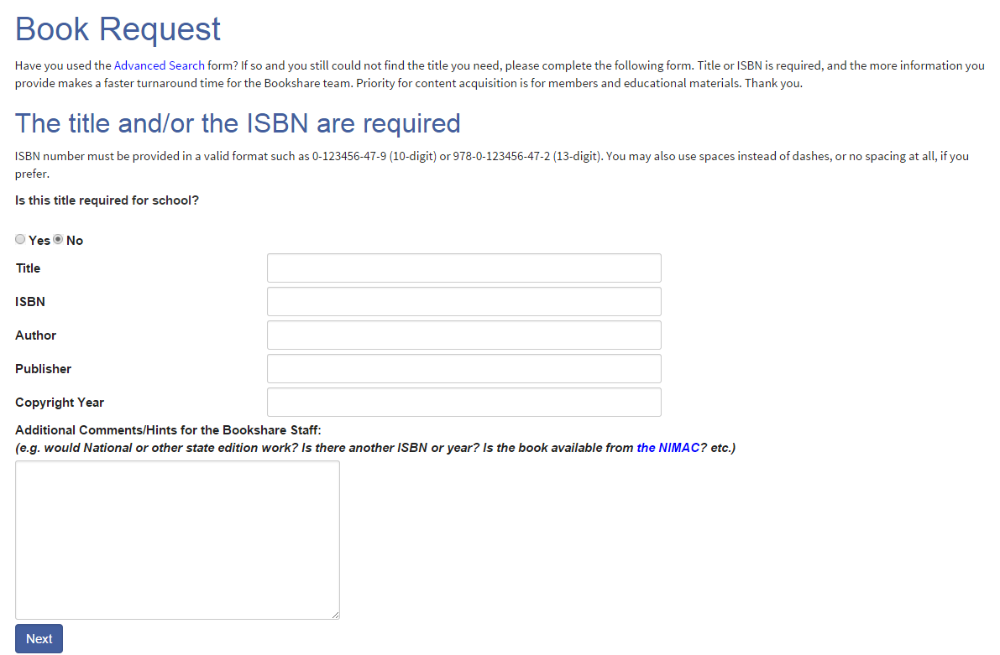 Book Request
Have you used the Advanced Search form? If so and you still could not find the title you need, please complete the following form. Title or ISBN is required, and the more information you
provide makes a faster turnaround time for the Bookshare team. Priority for content acquisition is for members and educational materials. Thank you.
The title and/or the ISBN are required
ISBN number must be provided in a valid format such as 0-123456-47-9 (10-digit) or 978-0-123456-47-2 (13-digit). You may also use spaces instead of dashes, or no spacing at all, if you
prefer.
Is this title required for school?
Yes No
Title
ISBN
Author
Publisher
Copyright Year
Additional Comments/Hints for the Bookshare Staff:
(e.g. would National or other state edition work? Is there another ISBN or year? Is the book available from the NIMAC? etc.)
Next